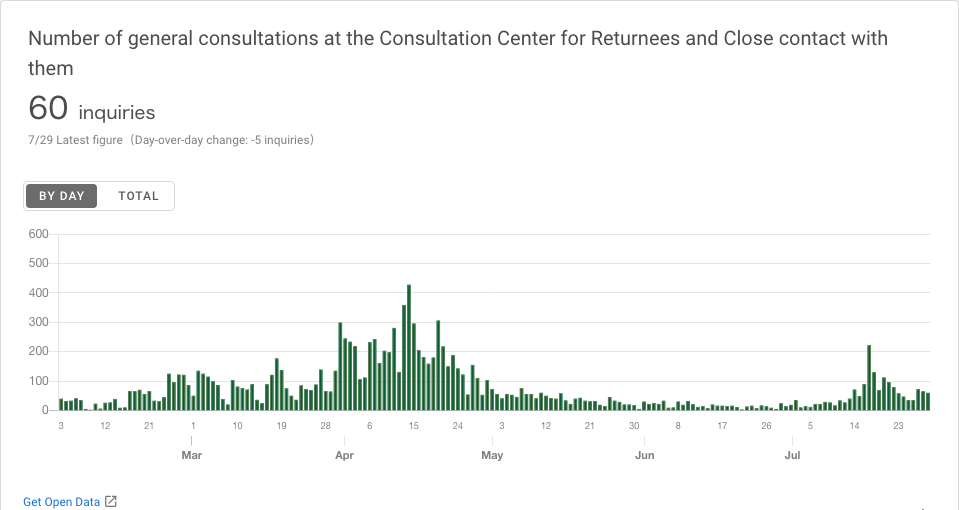 Number of general consultations at the Consultation Center for Returnees and Close contact with
them
60 inquiries
7/29 Latest figure（Day-over-day change: -5 inquiries）
BY DAY TOTAL
600
500
400
300
200
100
0
3 12 21 1 10 19 28 6 15 24 3 12 21 30 8 17 26 5 14 23
Mar Apr May Jun Jul
Get Open Data